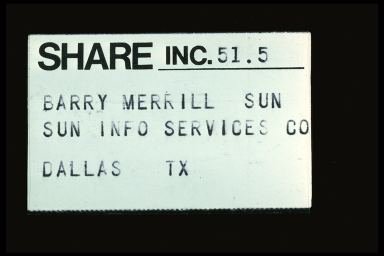 SHARE INC. 51.5
BARRY MERRILL SUN
SUN INFO SERVICES CO
DALLAS TX